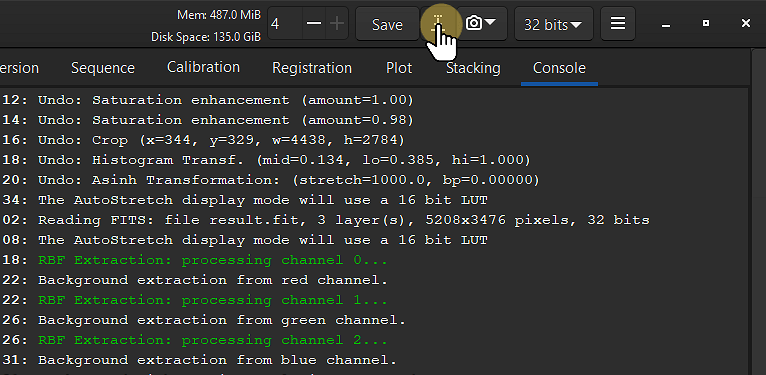 Mem: 487.0 MiB
Disk Space: 135.0 GiB
4
Save
32 bits
ersion Sequence Calibration Registration Plot Stacking Console
12: Undo: Saturation enhancement (amount=1.00)
14: Undo: Saturation enhancement (amount=0.98)
16: Undo: Crop (x=344, y=329, w=4438, h=2784)
18: Undo: Histogram Transf. (mid=0.134, lo=0.385, hi=1.000)
20: Undo: Asinh Transformation: (stretch=1000.0, bp=0.00000)
34: The AutoStretch display mode will use a 16 bit LUT
02: Reading FITS: file result.fit, 3 layer(s), 5208x3476 pixels, 32 bits
08: The AutoStretch display mode will use a 16 bit LUT
18: RBF Extraction: processing channel 0...
22: Background extraction from red channel.
22: RBF Extraction: processing channel 1...
26: Background extraction from green channel.
26: RBF Extraction: processing channel 2...
31: Background extraction from blue channel.